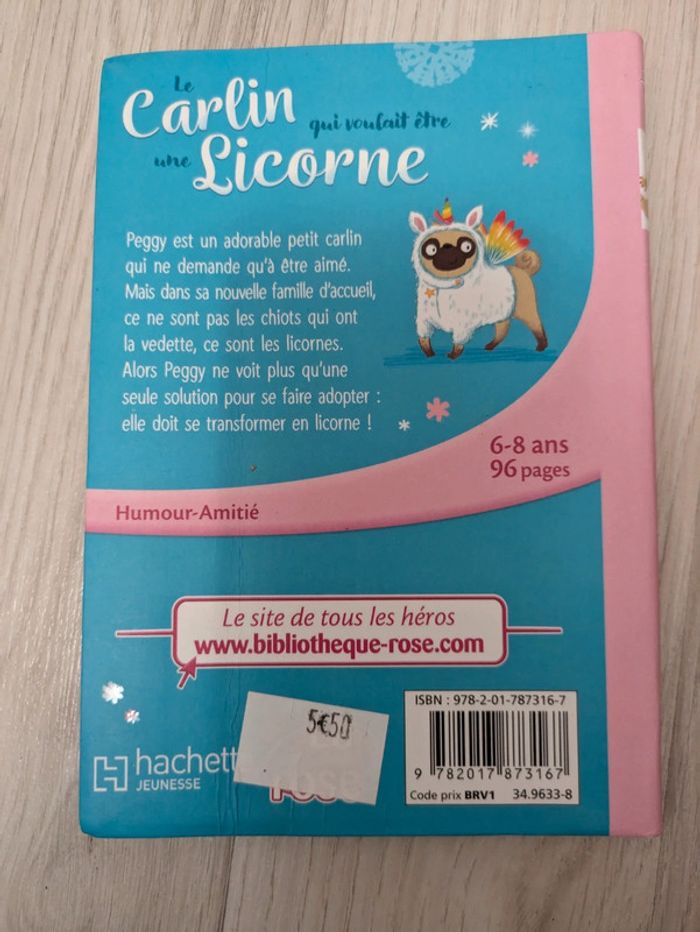 Le
Carlin qui voulait être
une Licorne
Peggy est un adorable petit carlin
qui ne demande qu'à être aimé.
Mais dans sa nouvelle famille d'accueil,
ce ne sont pas les chiots qui ont
la vedette, ce sont les licornes.
Alors Peggy ne voit plus qu'une
seule solution pour se faire adopter :
elle doit se transformer en licorne !
6-8 ans
96 pages
Humour-Amitié
Le site de tous les héros
www.bibliotheque-rose.com
5€50
hachett
JEUNESSE
ISBN : 978-2-01-787316-7
9 782017 873167
Code prix BRV1 34.9633-8